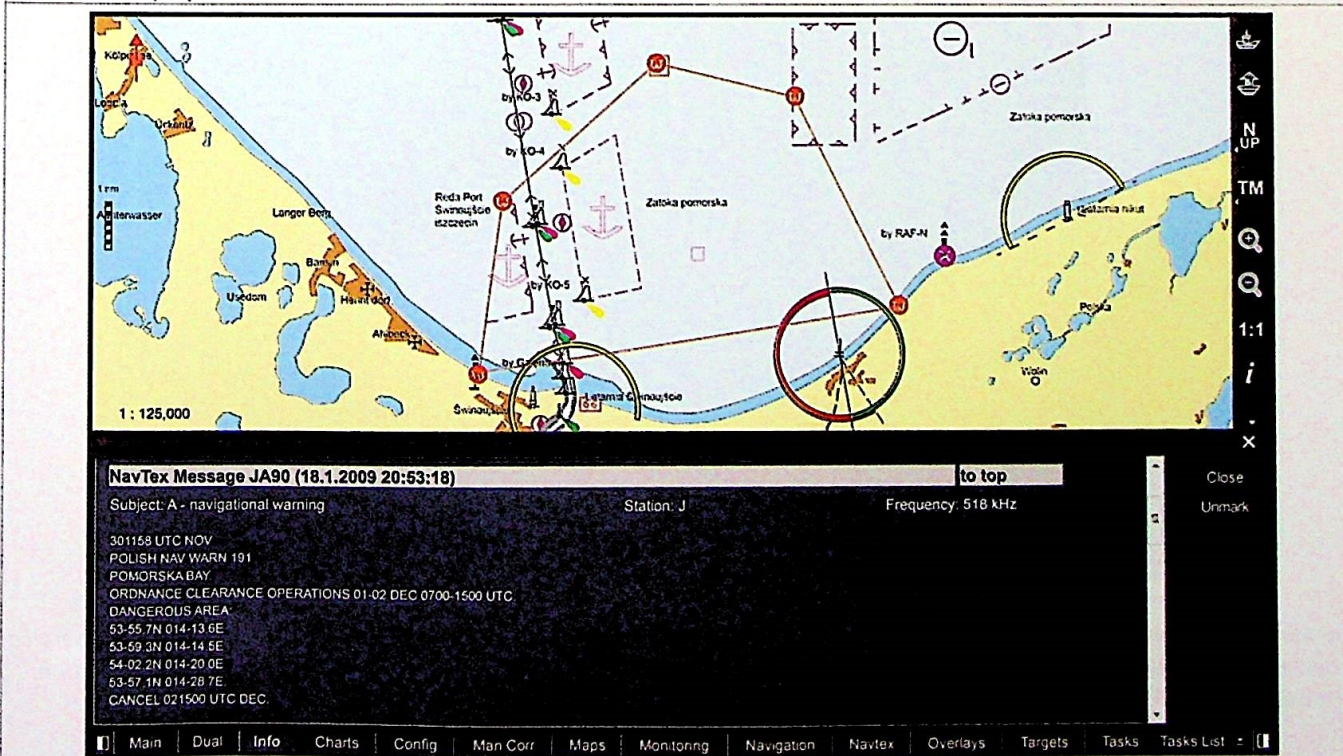 Kölpin
3
Loddin
Ückeritz
by KO-3
by KO-4
Reda Port
Świnoujście
iszczecin
Zatoka pomorska
Zatoka pomorska
1 nm
Achterwasser
Langer Berg
Bansin
Usedom
Ahlbeck
by KO-5
by RAF-N
Wolin
1 : 125,000
N
UP
TM
1:1
i
NavTex Message JA90 (18.1.2009 20:53:18)
to top
Close
Subject: A - navigational warning
Station: J
Frequency: 518 kHz
Unmark
301158 UTC NOV
POLISH NAV WARN 191
POMORSKA BAY
ORDNANCE CLEARANCE OPERATIONS 01-02 DEC 0700-1500 UTC
DANGEROUS AREA:
53-55,7N 014-13.6E
53-59,3N 014-14,5E
54-02,2N 014-20,0E
53-57,1N 014-28,7E
CANCEL 021500 UTC DEC.
Main
Dual
Info
Charts
Config
Man Corr
Maps
Monitoring
Navigation
Navtex
Overlays
Targets
Tasks
Tasks List